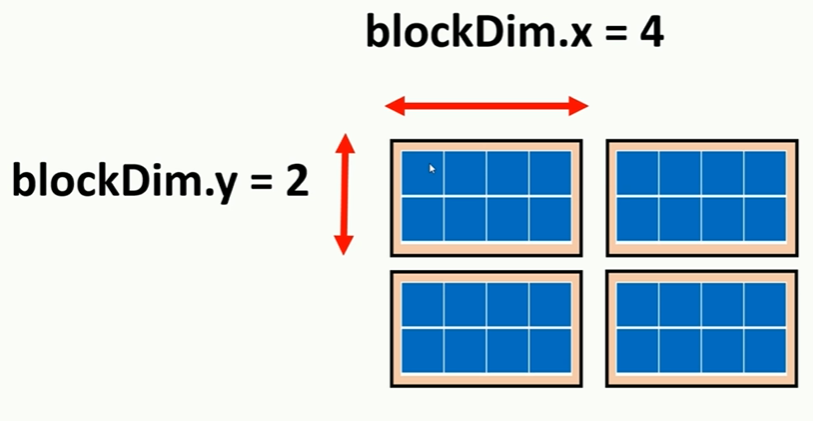 blockDim.x = 4
blockDim.y = 2